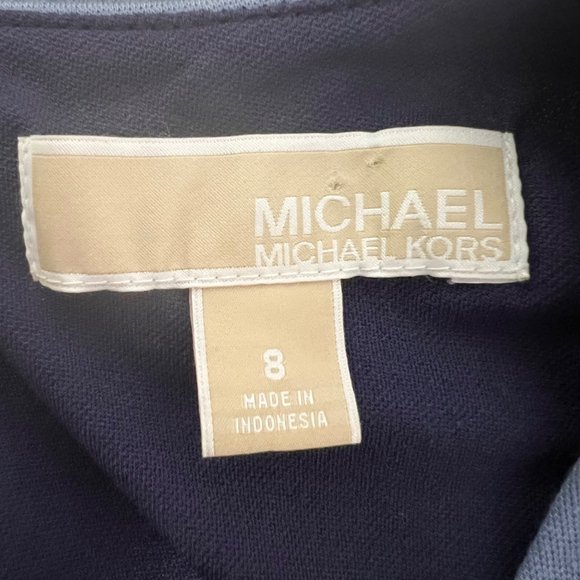 MICHAEL
MICHAEL KORS
8
MADE IN
INDONESIA